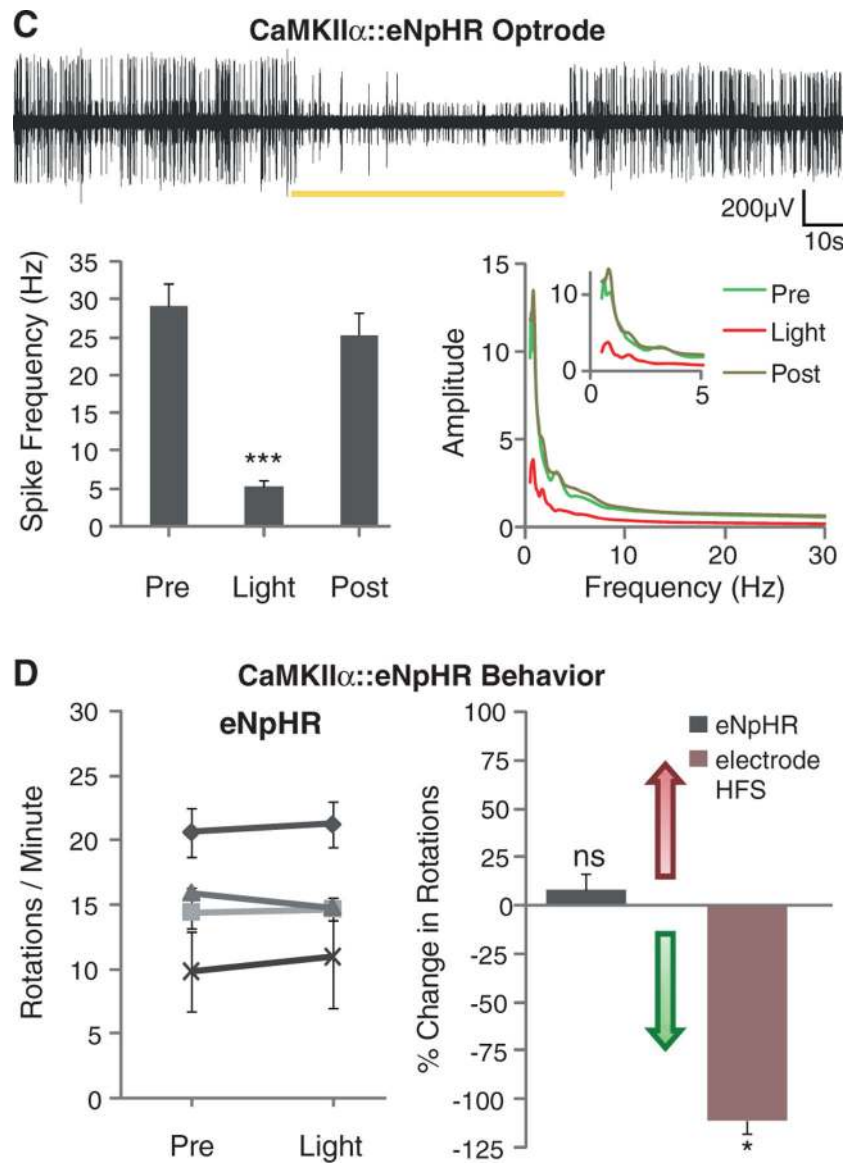 C
CaMKIIα::eNpHR Optrode
200µV
10s
Spike Frequency (Hz)
35
30
25
20
15
10
5
0
***
Pre Light Post
Amplitude
15
10
5
0
10
0
0 5
Pre
Light
Post
0 10 20 30
Frequency (Hz)
D
CaMKIIα::eNpHR Behavior
eNpHR
Rotations / Minute
30
25
20
15
10
5
0
Pre Light
% Change in Rotations
100
75
50
25
0
-25
-50
-75
-100
-125
eNpHR
electrode
HFS
ns
*